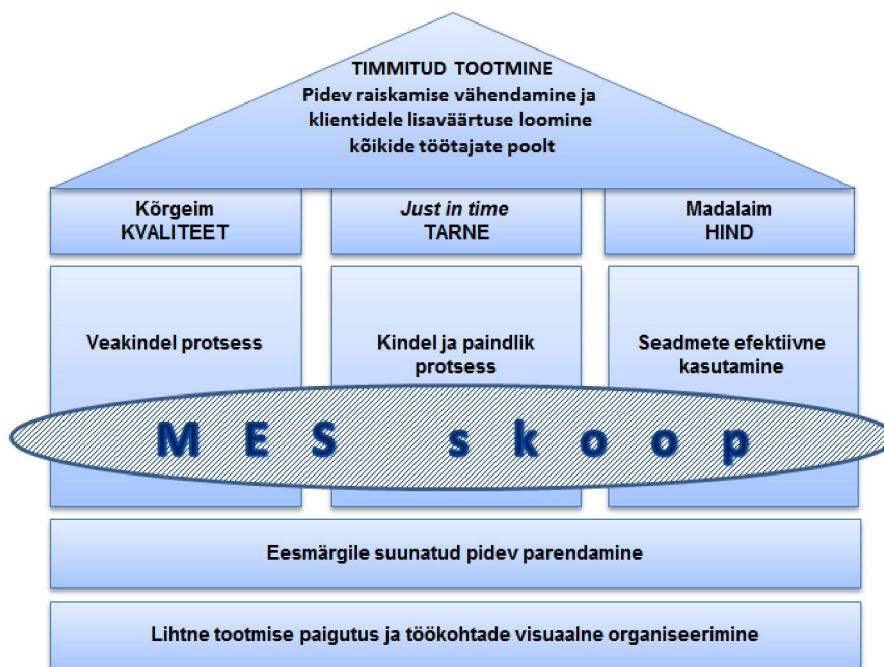 TIMMITUD TOOTMINE
Pidev raiskamise vähendamine ja
klientidele lisaväärtuse loomine
kõikide töötajate poolt
Kõrgeim
KVALITEET
Just in time
TARNE
Madalaim
HIND
Veakindel protsess
Kindel ja paindlik
protsess
Seadmete efektiivne
kasutamine
MES skoop
Eesmärgile suunatud pidev parendamine
Lihtne tootmise paigutus ja töökohtade visuaalne organiseerimine